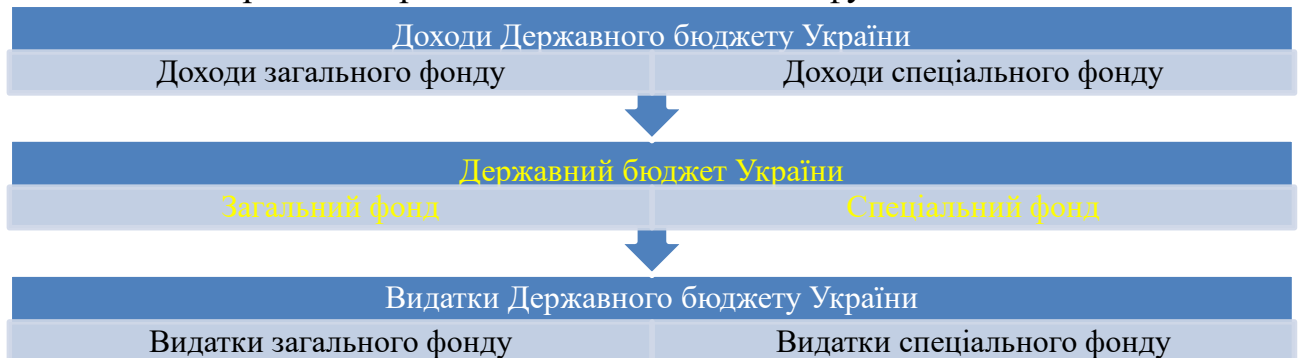 Доходи Державного бюджету України
Доходи загального фонду Доходи спеціального фонду
Державний бюджет України
Загальний фонд Спеціальний фонд
Видатки Державного бюджету України
Видатки загального фонду Видатки спеціального фонду